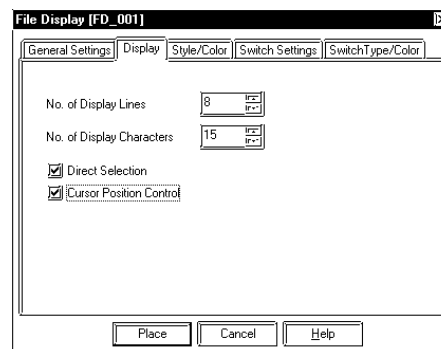 File Display [FD_001]
General Settings Display Style/Color Switch Settings SwitchType/Color
No. of Display Lines 8
No. of Display Characters 15
Direct Selection
Cursor Position Control
Place Cancel Help